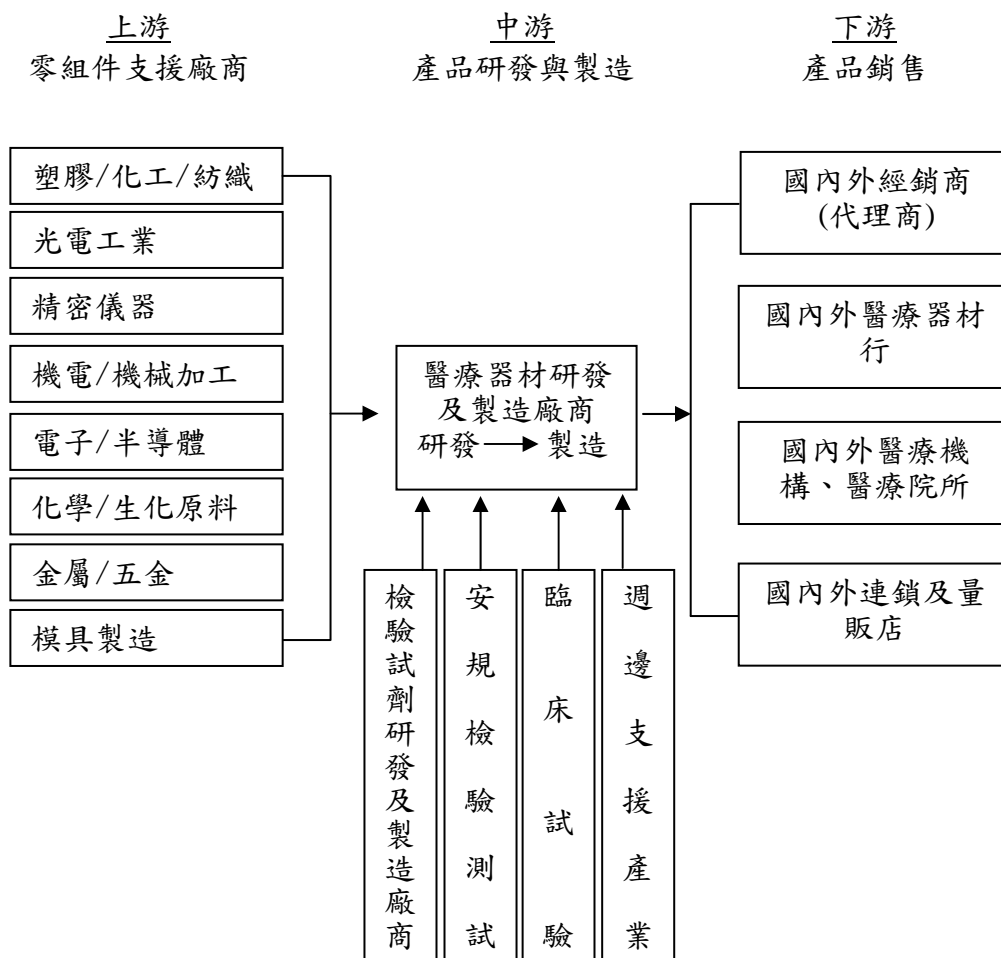 上游
零組件支援廠商
中游
產品研發與製造
下游
產品銷售
塑膠/化工/紡織
光電工業
精密儀器
機電/機械加工
電子/半導體
化學/生化原料
金屬/五金
模具製造
醫療器材研發
及製造廠商
研發
製造
檢驗試劑研發及製造廠商
安規檢驗測試
臨床試驗
週邊支援產業
國內外經銷商
(代理商)
國內外醫療器材
行
國內外醫療機
構、醫療院所
國內外連鎖及量
販店